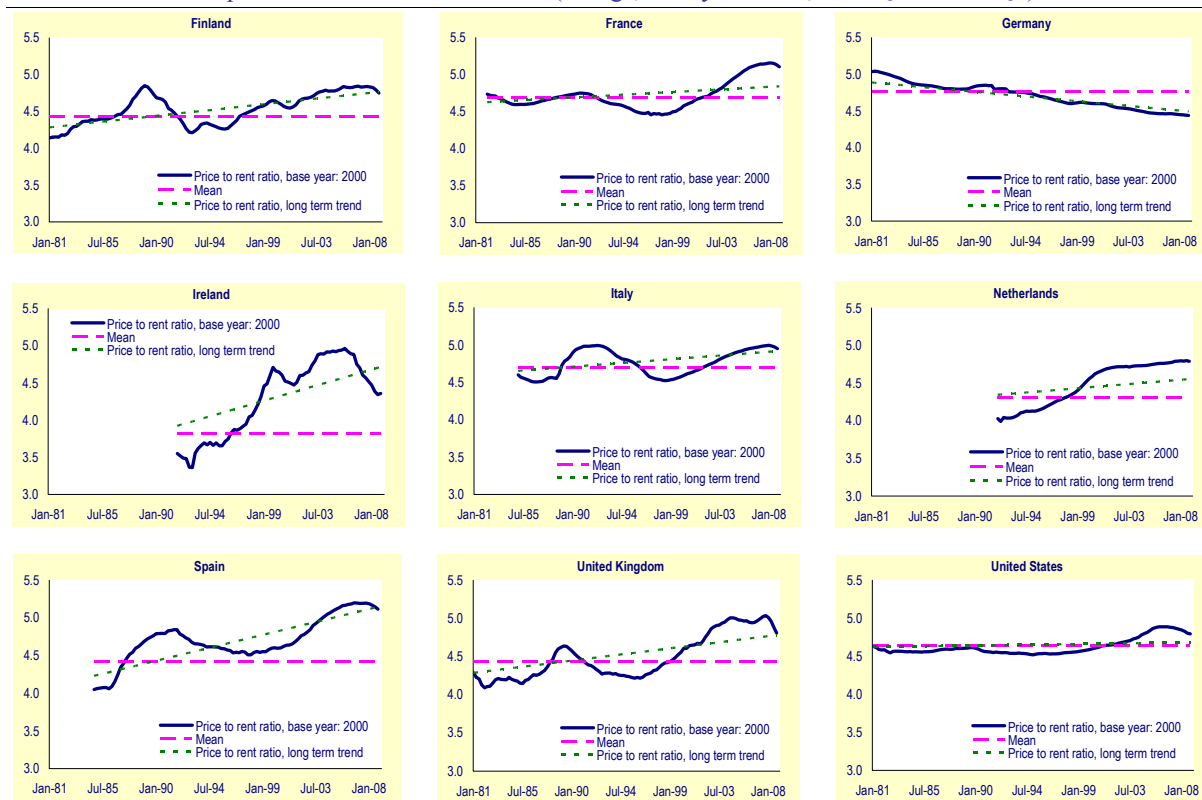 Finland
5.5
5.0
4.5
4.0
3.5
3.0
Price to rent ratio, base year: 2000
Mean
Price to rent ratio, long term trend
Jan-81 Jul-85 Jan-90 Jul-94 Jan-99 Jul-03 Jan-08
France
5.5
5.0
4.5
4.0
3.5
3.0
Price to rent ratio, base year: 2000
Mean
Price to rent ratio, long term trend
Jan-81 Jul-85 Jan-90 Jul-94 Jan-99 Jul-03 Jan-08
Germany
5.5
5.0
4.5
4.0
3.5
3.0
Price to rent ratio, base year: 2000
Mean
Price to rent ratio, long term trend
Jan-81 Jul-85 Jan-90 Jul-94 Jan-99 Jul-03 Jan-08
Ireland
5.5
5.0
4.5
4.0
3.5
3.0
Price to rent ratio, base year: 2000
Mean
Price to rent ratio, long term trend
Jan-81 Jul-85 Jan-90 Jul-94 Jan-99 Jul-03 Jan-08
Italy
5.5
5.0
4.5
4.0
3.5
3.0
Price to rent ratio, base year: 2000
Mean
Price to rent ratio, long term trend
Jan-81 Jul-85 Jan-90 Jul-94 Jan-99 Jul-03 Jan-08
Netherlands
5.5
5.0
4.5
4.0
3.5
3.0
Price to rent ratio, base year: 2000
Mean
Price to rent ratio, long term trend
Jan-81 Jul-85 Jan-90 Jul-94 Jan-99 Jul-03 Jan-08
Spain
5.5
5.0
4.5
4.0
3.5
3.0
Price to rent ratio, base year: 2000
Mean
Price to rent ratio, long term trend
Jan-81 Jul-85 Jan-90 Jul-94 Jan-99 Jul-03 Jan-08
United Kingdom
5.5
5.0
4.5
4.0
3.5
3.0
Price to rent ratio, base year: 2000
Mean
Price to rent ratio, long term trend
Jan-81 Jul-85 Jan-90 Jul-94 Jan-99 Jul-03 Jan-08
United States
5.5
5.0
4.5
4.0
3.5
3.0
Price to rent ratio, base year: 2000
Mean
Price to rent ratio, long term trend
Jan-81 Jul-85 Jan-90 Jul-94 Jan-99 Jul-03 Jan-08